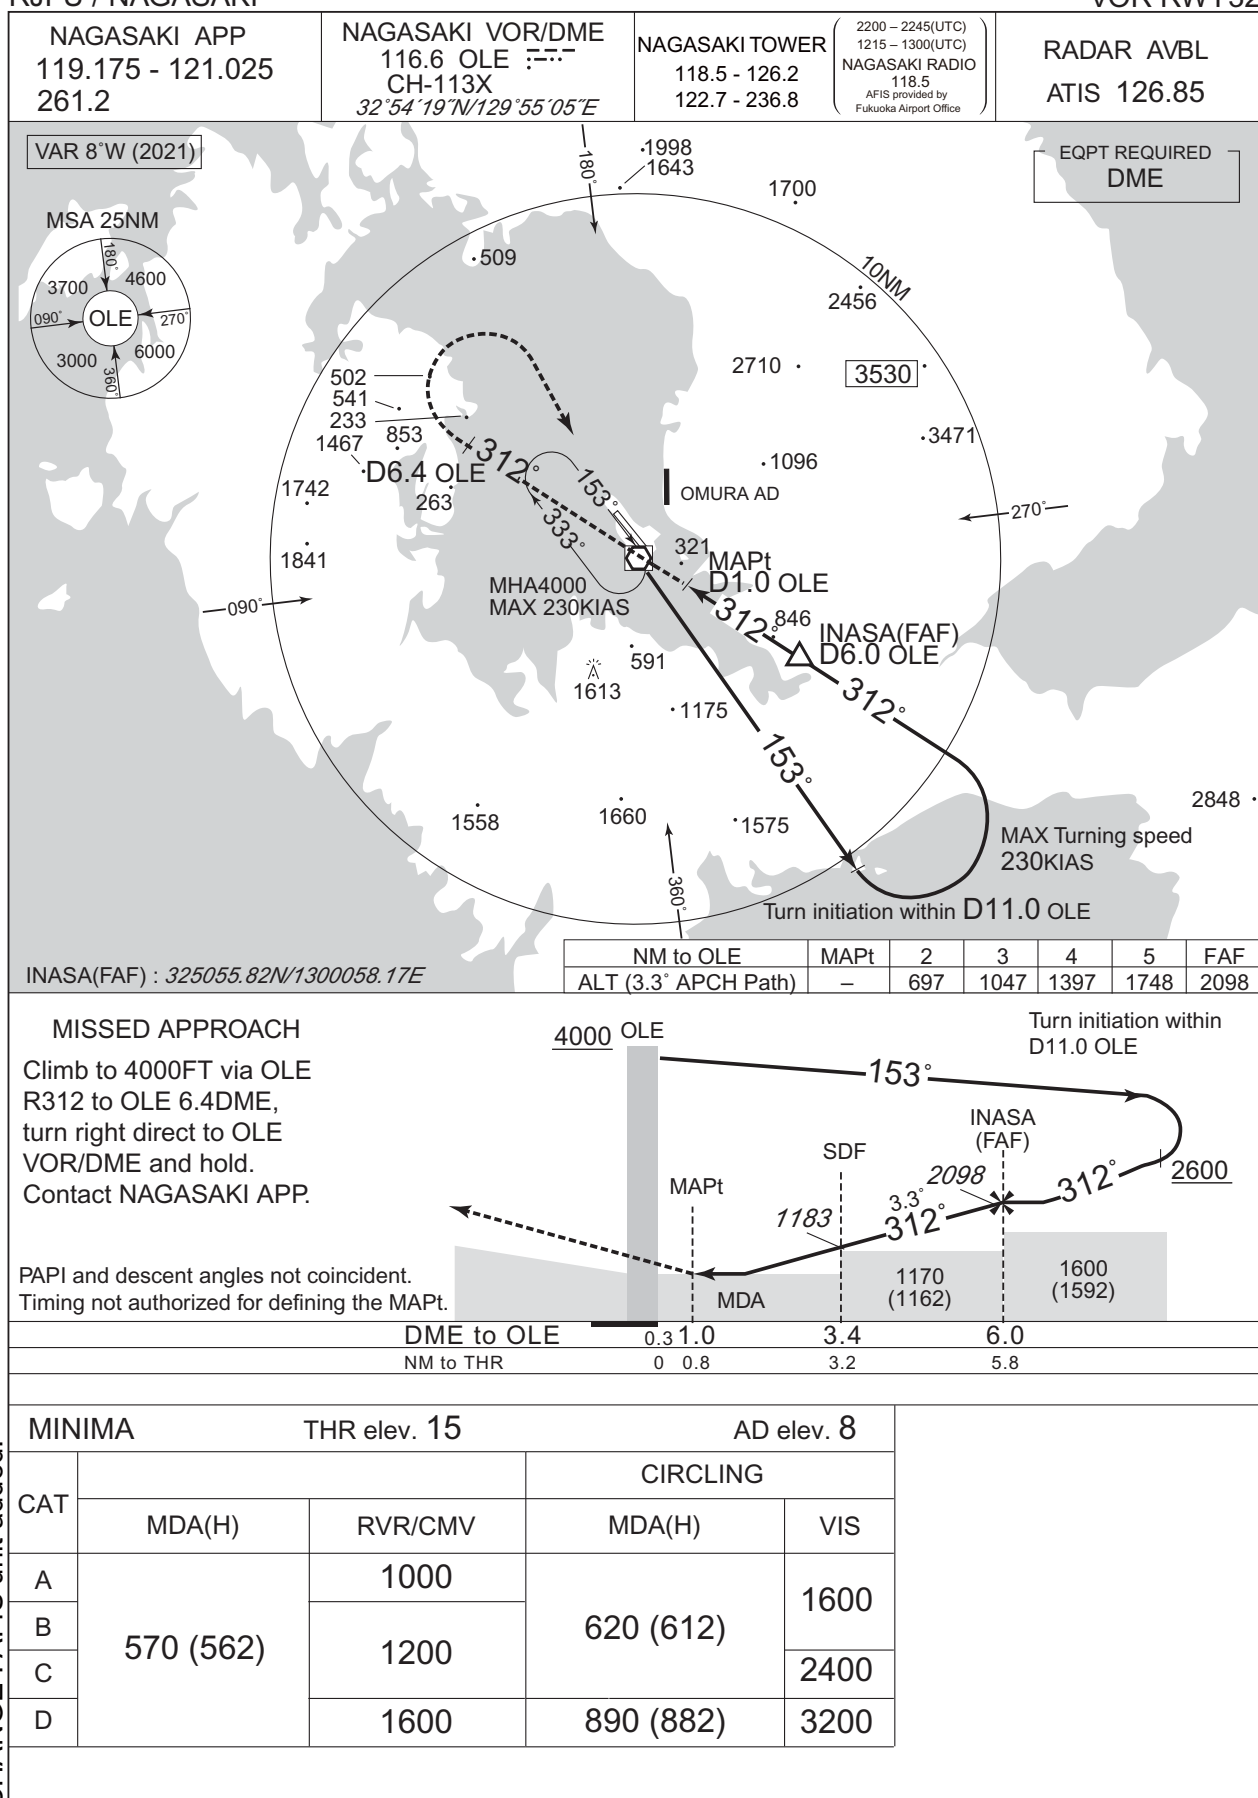 NAGASAKI APP
119.175 - 121.025
261.2
NAGASAKI VOR/DME
116.6 OLE
CH-113X
32°54´19˝N/129°55´05˝E
NAGASAKI TOWER
118.5 - 126.2
122.7 - 236.8
2200 – 2245(UTC)
1215 – 1300(UTC)
NAGASAKI RADIO
118.5
AFIS provided by
Fukuoka Airport Office
RADAR AVBL
ATIS 126.85
VAR 8°W (2021)
EQPT REQUIRED
DME
MSA 25NM
180°
3700
4600
090°
OLE
270°
3000
6000
360°
180°
1998
1643
1700
509
10NM
2456
2710
3530
502
541
233
1467
853
3471
312°
D6.4 OLE
153°
1096
1742
263
OMURA AD
333°
270°
1841
321
MAPt
D1.0 OLE
MHA4000
MAX 230KIAS
090°
312°
846
INASA(FAF)
D6.0 OLE
591
1613
312°
1175
153°
2848
1558
1660
1575
MAX Turning speed
230KIAS
360°
Turn initiation within D11.0 OLE
INASA(FAF) : 325055.82N/1300058.17E
NM to OLE MAPt 2 3 4 5 FAF
ALT (3.3° APCH Path) – 697 1047 1397 1748 2098
MISSED APPROACH
Climb to 4000FT via OLE
R312 to OLE 6.4DME,
turn right direct to OLE
VOR/DME and hold.
Contact NAGASAKI APP.
PAPI and descent angles not coincident.
Timing not authorized for defining the MAPt.
4000 OLE
Turn initiation within
D11.0 OLE
153°
INASA
(FAF)
SDF
2098
2600
MAPt
312°
3.3°
1183
312°
MDA
1170
(1162)
1600
(1592)
DME to OLE 0.3 1.0 3.4 6.0
NM to THR 0 0.8 3.2 5.8
MINIMA THR elev. 15 AD elev. 8
CAT
CIRCLING
MDA(H) RVR/CMV MDA(H) VIS
A 1000
1600
B
570 (562) 1200 620 (612)
C 2400
D 1600 890 (882) 3200